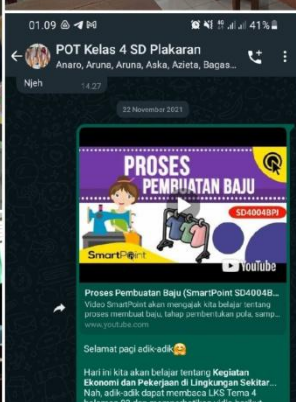 01.09
41%
POT Kelas 4 SD Plakaran
Anaro, Aruna, Aruna, Aska, Azieta, Bagas...
Njeh
14.27
22 November 2021
PROSES
PEMBUATAN BAJU
SD4004BPJ
SmartPoint
YouTube
Proses Pembuatan Baju (SmartPoint SD4004B...
Video SmartPoint akan mengajak kita belajar tentang
proses membuat baju, tahap pembentukan pola, samp...
www.youtube.com
Selamat pagi adik-adik
Hari ini kita akan belajar tentang Kegiatan
Ekonomi dan Pekerjaan di Lingkungan Sekitar...
Nah, adik-adik dapat membaca LKS Tema 4